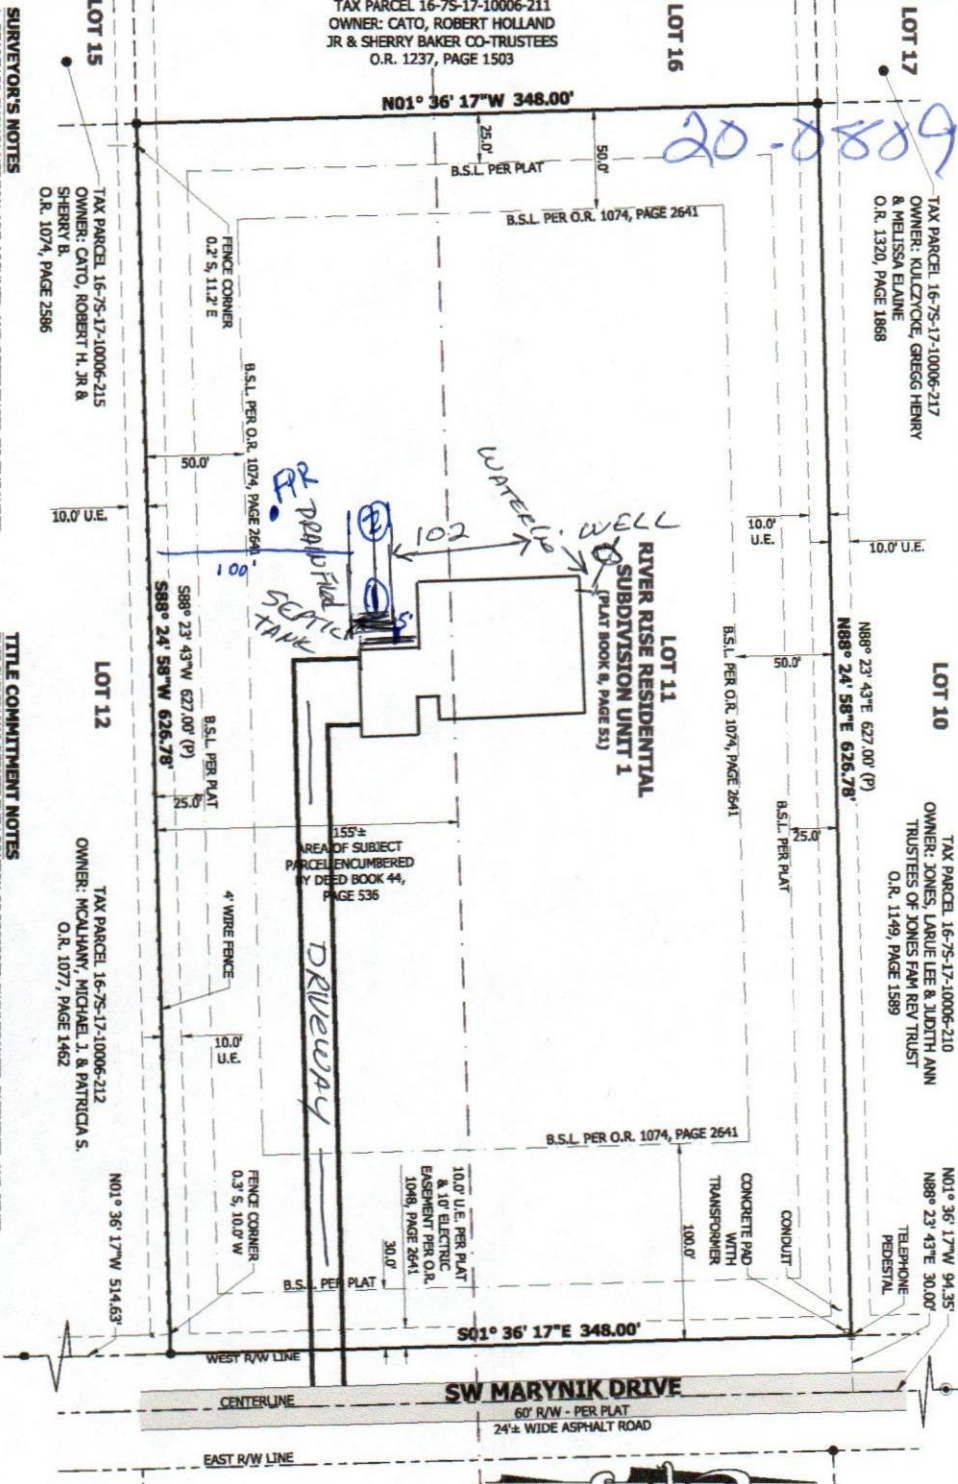 TAX PARCEL 16-7S-17-10006-211
OWNER: CATO, ROBERT HOLLAND
JR & SHERRY BAKER CO-TRUSTEES
O.R. 1237, PAGE 1503
LOT 15
LOT 16
LOT 17
SURVEYOR'S NOTES
N01° 36' 17"W 348.00'
20-0809
25.0'
50.0'
B.S.L. PER PLAT
B.S.L. PER O.R. 1074, PAGE 2641
TAX PARCEL 16-7S-17-10006-217
OWNER: KULCZYCKE, GREGG HENRY
& MELISSA ELAINE
O.R. 1320, PAGE 1868
TAX PARCEL 16-7S-17-10006-215
OWNER: CATO, ROBERT H. JR &
SHERRY B.
O.R. 1074, PAGE 2586
FENCE CORNER
0.2' S, 11.2' E
B.S.L. PER O.R. 1074, PAGE 2641
50.0'
10.0' U.E.
FPR
DRAINFIELD
SEPTIC
TANK
100'
2
1
5'
102
WATER
WELL
10.0'
U.E.
10.0' U.E.
LOT 11
RIVER RISE RESIDENTIAL
SUBDIVISION UNIT 1
(PLAT BOOK 8, PAGE 51)
B.S.L. PER O.R. 1074, PAGE 2641
50.0'
N88° 23' 43"E 627.00' (P)
N88° 24' 58"E 626.78'
LOT 10
S88° 23' 43"W 627.00' (P)
S88° 24' 58"W 626.78'
LOT 12
TITLE COMMITMENT NOTES
B.S.L. PER PLAT
25.0'
B.S.L. PER PLAT
25.0'
TAX PARCEL 16-7S-17-10006-210
OWNER: JONES, LARUE LEE & JUDITH ANN
TRUSTEES OF JONES FAM REV TRUST
O.R. 1149, PAGE 1589
155'±
AREA OF SUBJECT
PARCEL ENCUMBERED
BY DEED BOOK 44,
PAGE 536
4' WIRE FENCE
TAX PARCEL 16-7S-17-10006-212
OWNER: MCALHANY, MICHAEL J. & PATRICIA S.
O.R. 1077, PAGE 1462
DRIVEWAY
10.0'
U.E.
B.S.L. PER O.R. 1074, PAGE 2641
FENCE CORNER
0.3' S, 10.0' W
10.0' U.E. PER PLAT
& 10' ELECTRIC
EASEMENT PER O.R.
1048, PAGE 2641
30.0'
100.0'
CONCRETE PAD
WITH
TRANSFORMER
CONDUIT
TELEPHONE
PEDESTAL
N01° 36' 17"W 94.35'
N88° 23' 43"E 30.00'
N01° 36' 17"W 514.63'
B.S.L. PER PLAT
S01° 36' 17"E 348.00'
WEST R/W LINE
CENTERLINE
SW MARYNIK DRIVE
60' R/W - PER PLAT
24'± WIDE ASPHALT ROAD
EAST R/W LINE